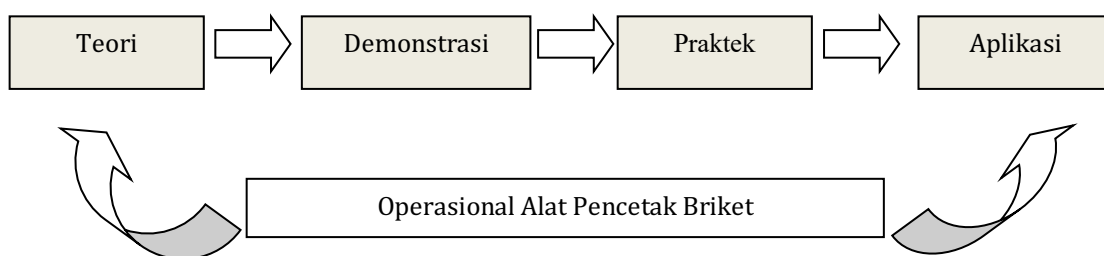 Teori
Demonstrasi
Praktek
Aplikasi
Operasional Alat Pencetak Briket